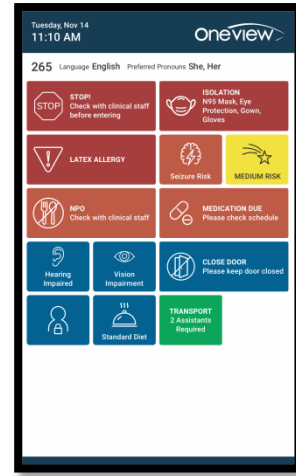 Tuesday, Nov 14
11:10 AM
oneview
265 Language English Preferred Pronouns She, Her
STOP
STOP!
Check with clinical staff
before entering
ISOLATION
N95 Mask, Eye
Protection, Gown,
Gloves
LATEX ALLERGY
Seizure Risk
MEDIUM RISK
NPO
Check with clinical staff
MEDICATION DUE
Please check schedule
Hearing
Impaired
Vision
Impairment
CLOSE DOOR
Please keep door closed
Standard Diet
TRANSPORT
2 Assistants
Required